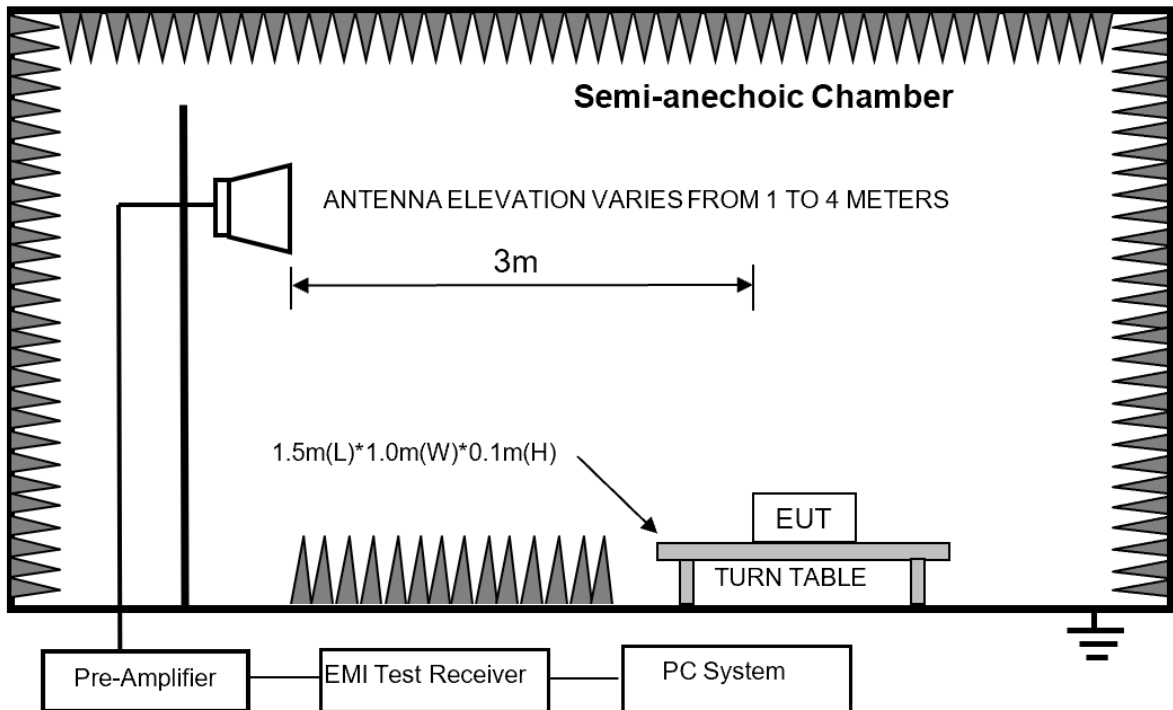 Semi-anechoic Chamber
ANTENNA ELEVATION VARIES FROM 1 TO 4 METERS
3m
1.5m(L)*1.0m(W)*0.1m(H)
EUT
TURN TABLE
Pre-Amplifier
EMI Test Receiver
PC System